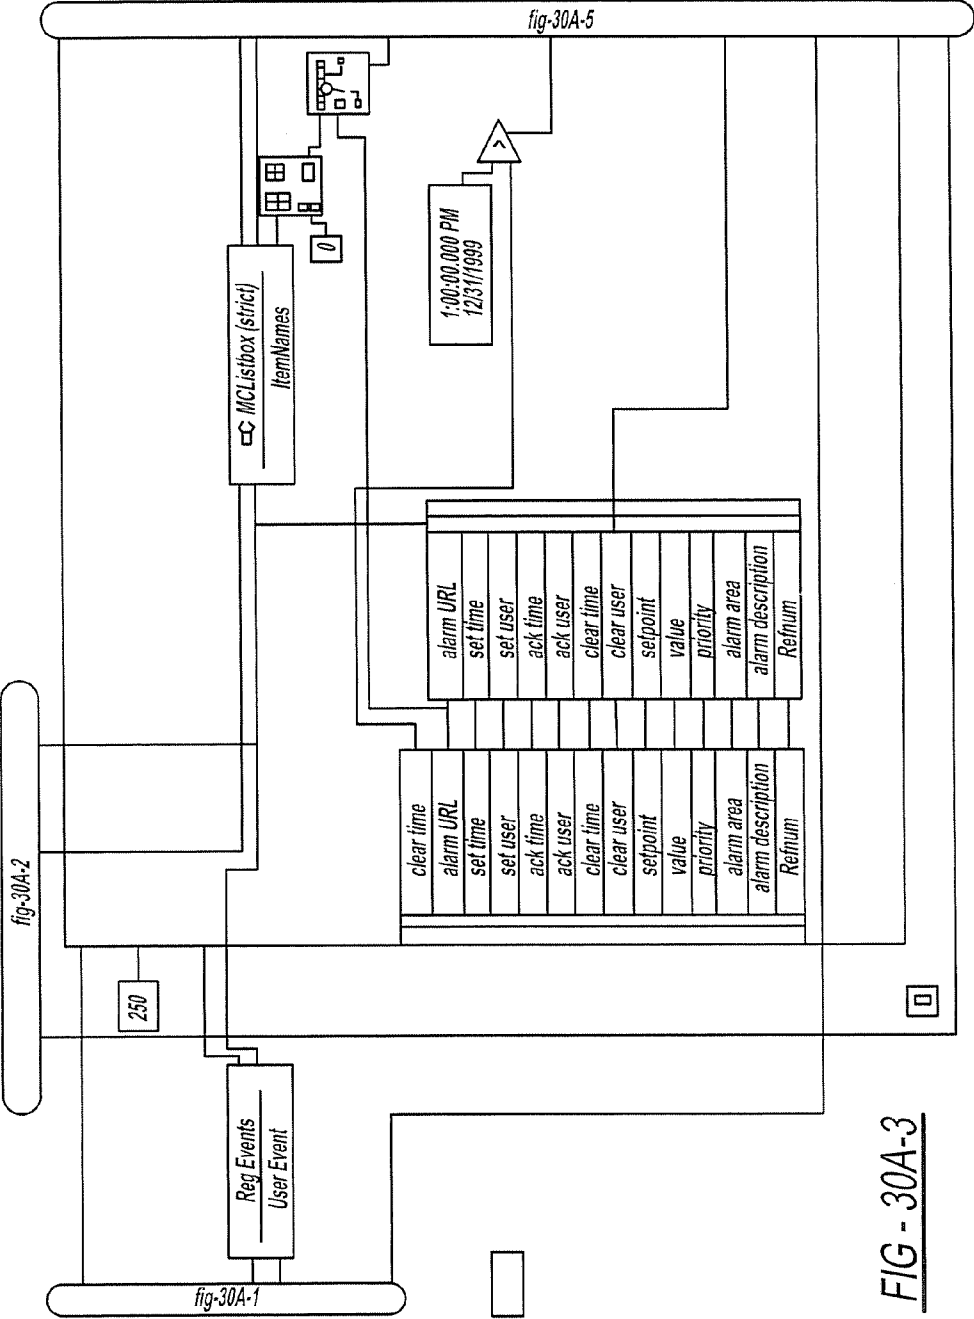 fig-30A-5
fig-30A-2
fig-30A-1
Reg Events
User Event
250
MCListbox (strict)
ItemNames
0
1:00:00.000 PM
12/31/1999
clear time
alarm URL
set time
set user
ack time
ack user
clear time
clear user
setpoint
value
priority
alarm area
alarm description
Refnum
alarm URL
set time
set user
ack time
ack user
clear time
clear user
setpoint
value
priority
alarm area
alarm description
Refnum
FIG - 30A-3